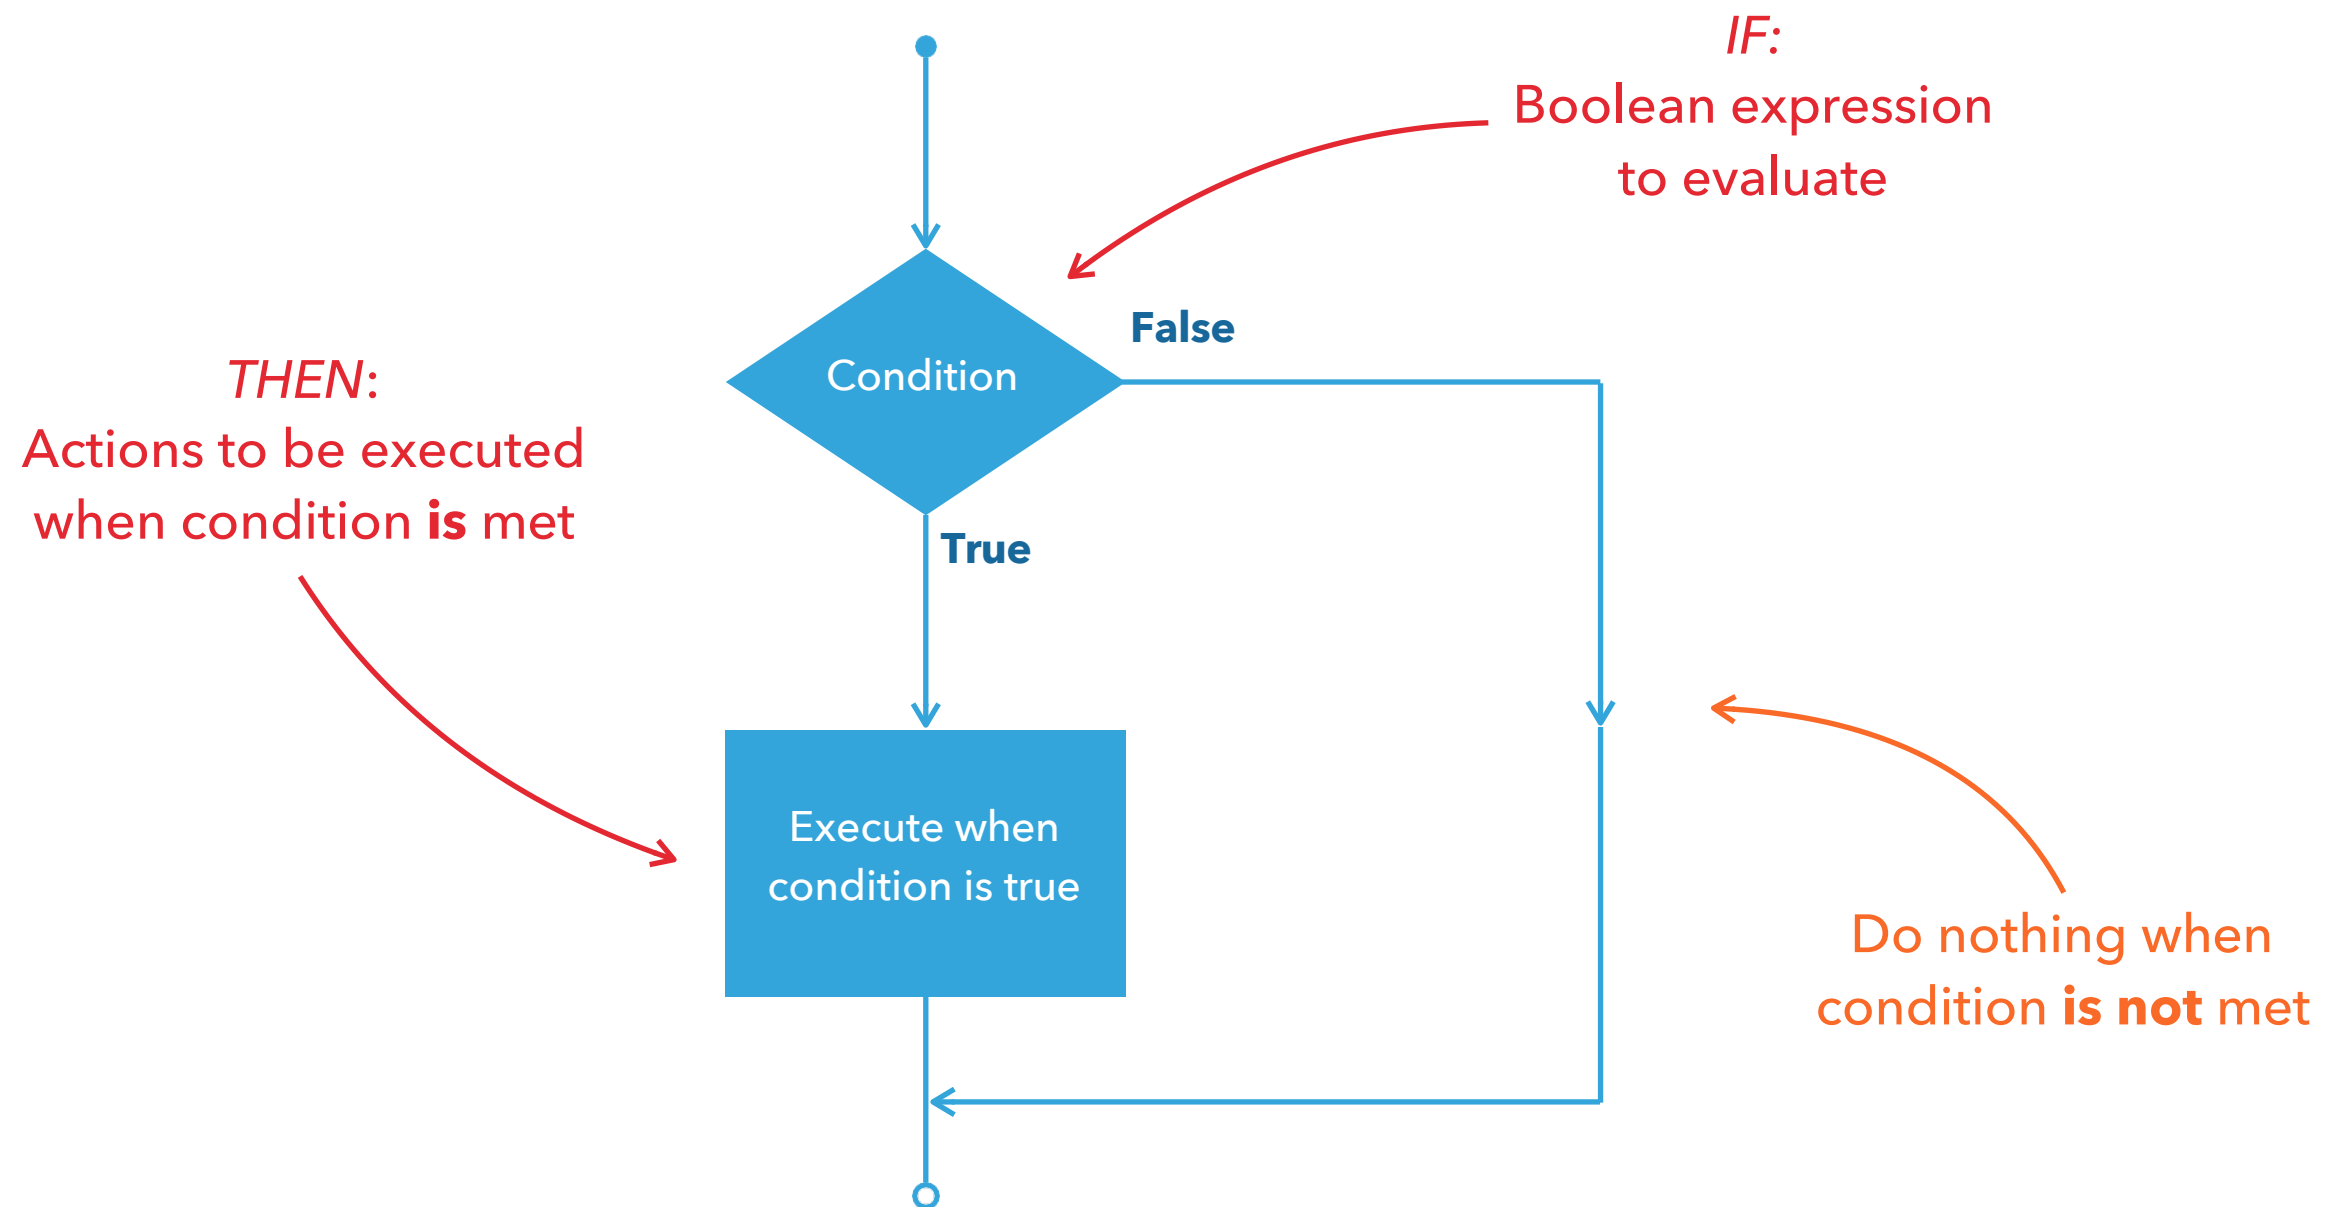 IF:
Boolean expression
to evaluate
False
Condition
THEN:
Actions to be executed
when condition is met
True
Execute when
condition is true
Do nothing when
condition is not met